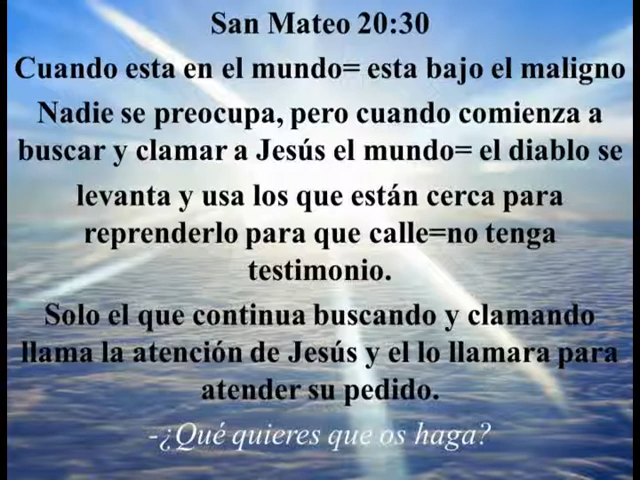 San Mateo 20:30
Cuando esta en el mundo= esta bajo el maligno
Nadie se preocupa, pero cuando comienza a
buscar y clamar a Jesús el mundo= el diablo se
levanta y usa los que están cerca para
reprenderlo para que calle=no tenga
testimonio.
Solo el que continua buscando y clamando
llama la atención de Jesús y el lo llamara para
atender su pedido.
-¿Qué quieres que os haga?